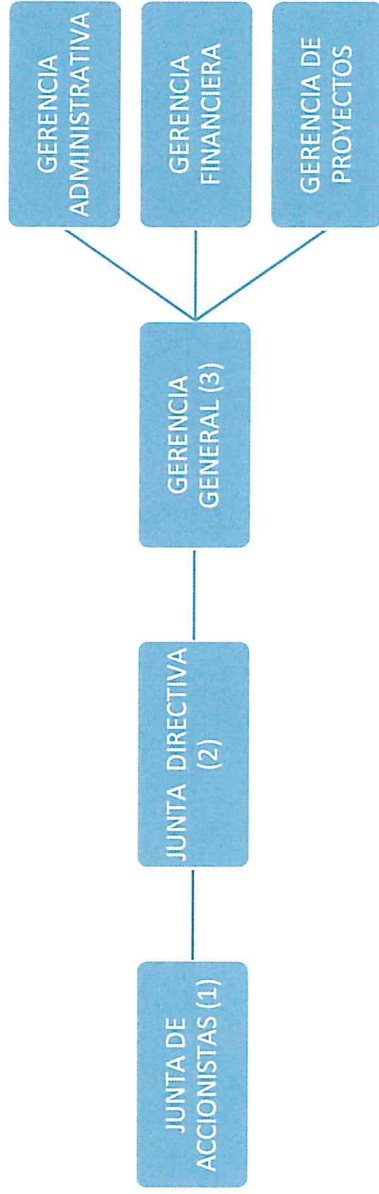 JUNTA DE
ACCIONISTAS (1)
JUNTA DIRECTIVA
(2)
GERENCIA
GENERAL (3)
GERENCIA
ADMINISTRATIVA
GERENCIA
FINANCIERA
GERENCIA DE
PROYECTOS